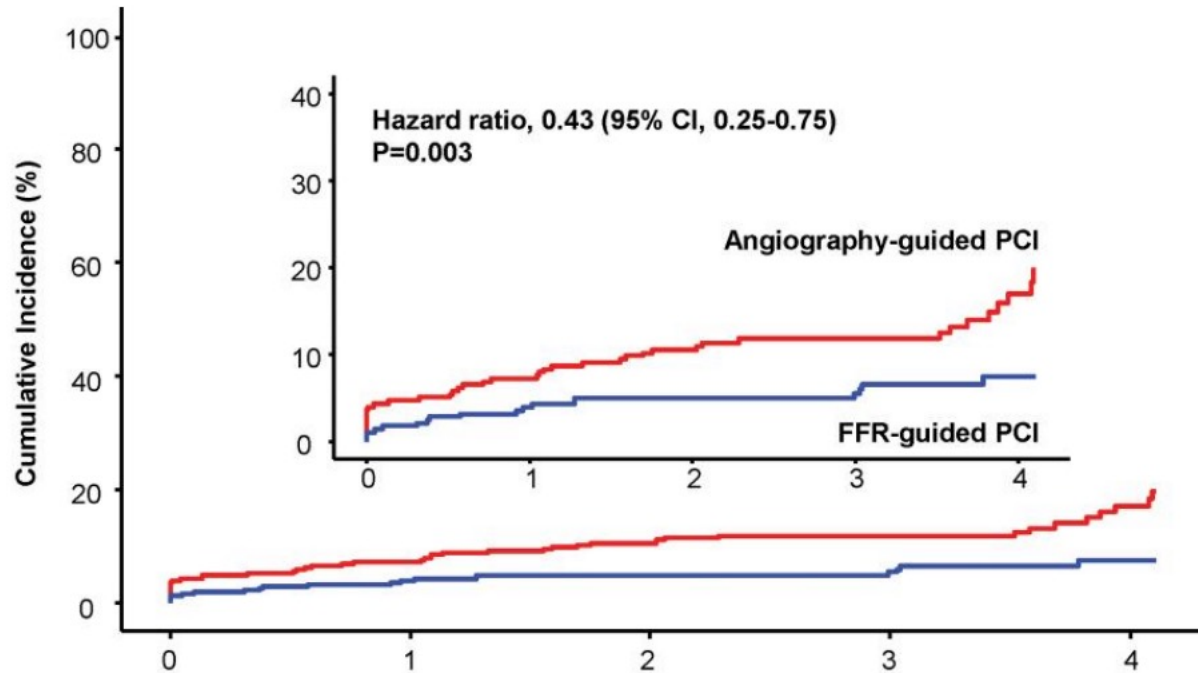 100
80
60
40
20
0
Cumulative Incidence (%)
40
30
20
10
0
Hazard ratio, 0.43 (95% CI, 0.25-0.75)
P=0.003
Angiography-guided PCI
FFR-guided PCI
0 1 2 3 4
0 1 2 3 4